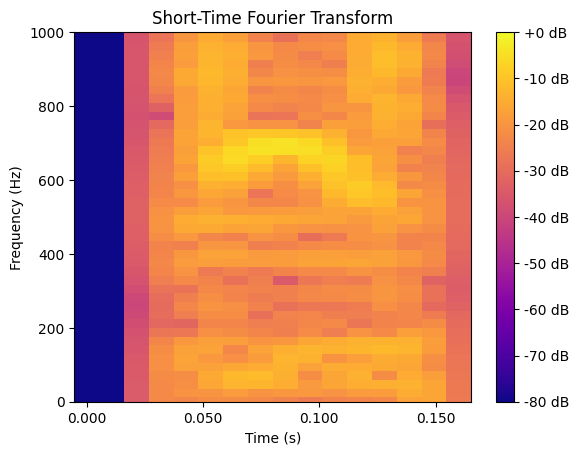 Short-Time Fourier Transform
1000
800
600
400
200
0
Frequency (Hz)
0.000
0.050
0.100
0.150
Time (s)
+0 dB
-10 dB
-20 dB
-30 dB
-40 dB
-50 dB
-60 dB
-70 dB
-80 dB